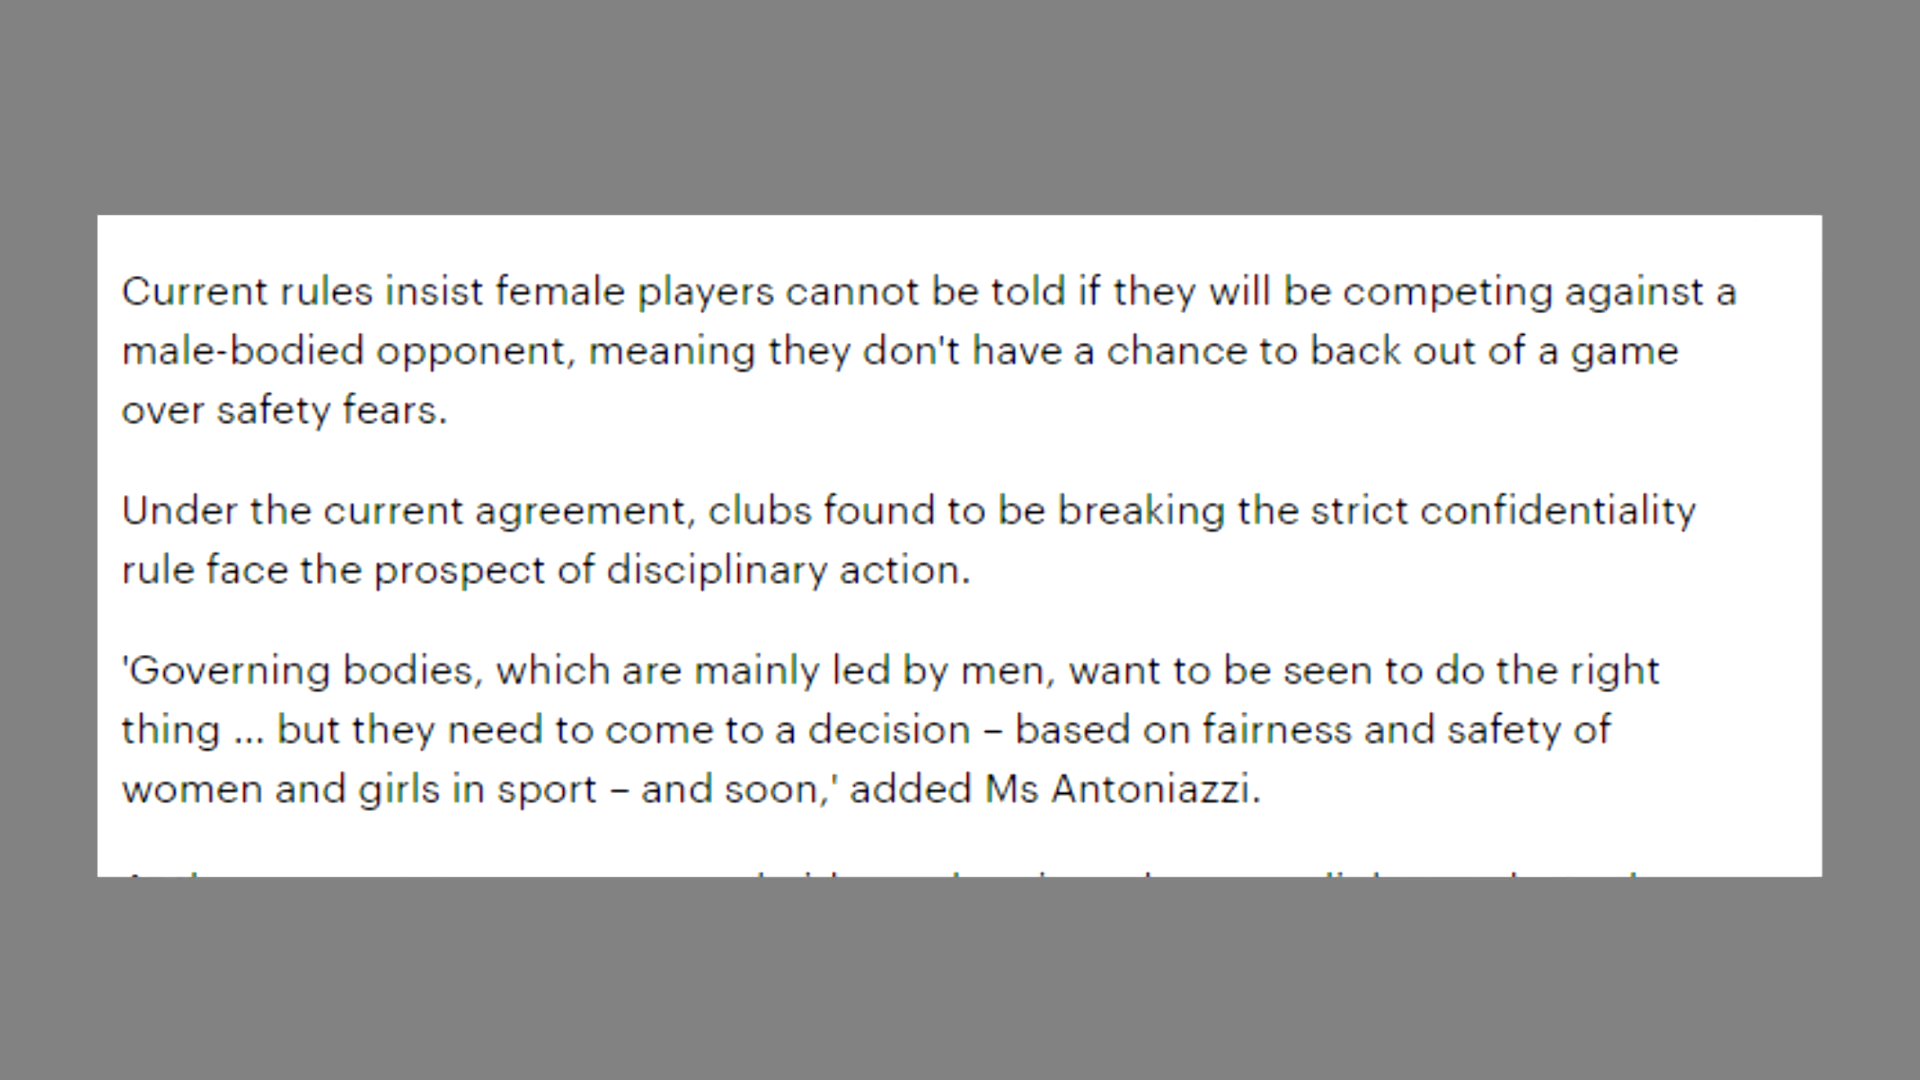 Current rules insist female players cannot be told if they will be competing against a
male-bodied opponent, meaning they don't have a chance to back out of a game
over safety fears.
Under the current agreement, clubs found to be breaking the strict confidentiality
rule face the prospect of disciplinary action.
'Governing bodies, which are mainly led by men, want to be seen to do the right
thing ... but they need to come to a decision – based on fairness and safety of
women and girls in sport – and soon,' added Ms Antoniazzi.